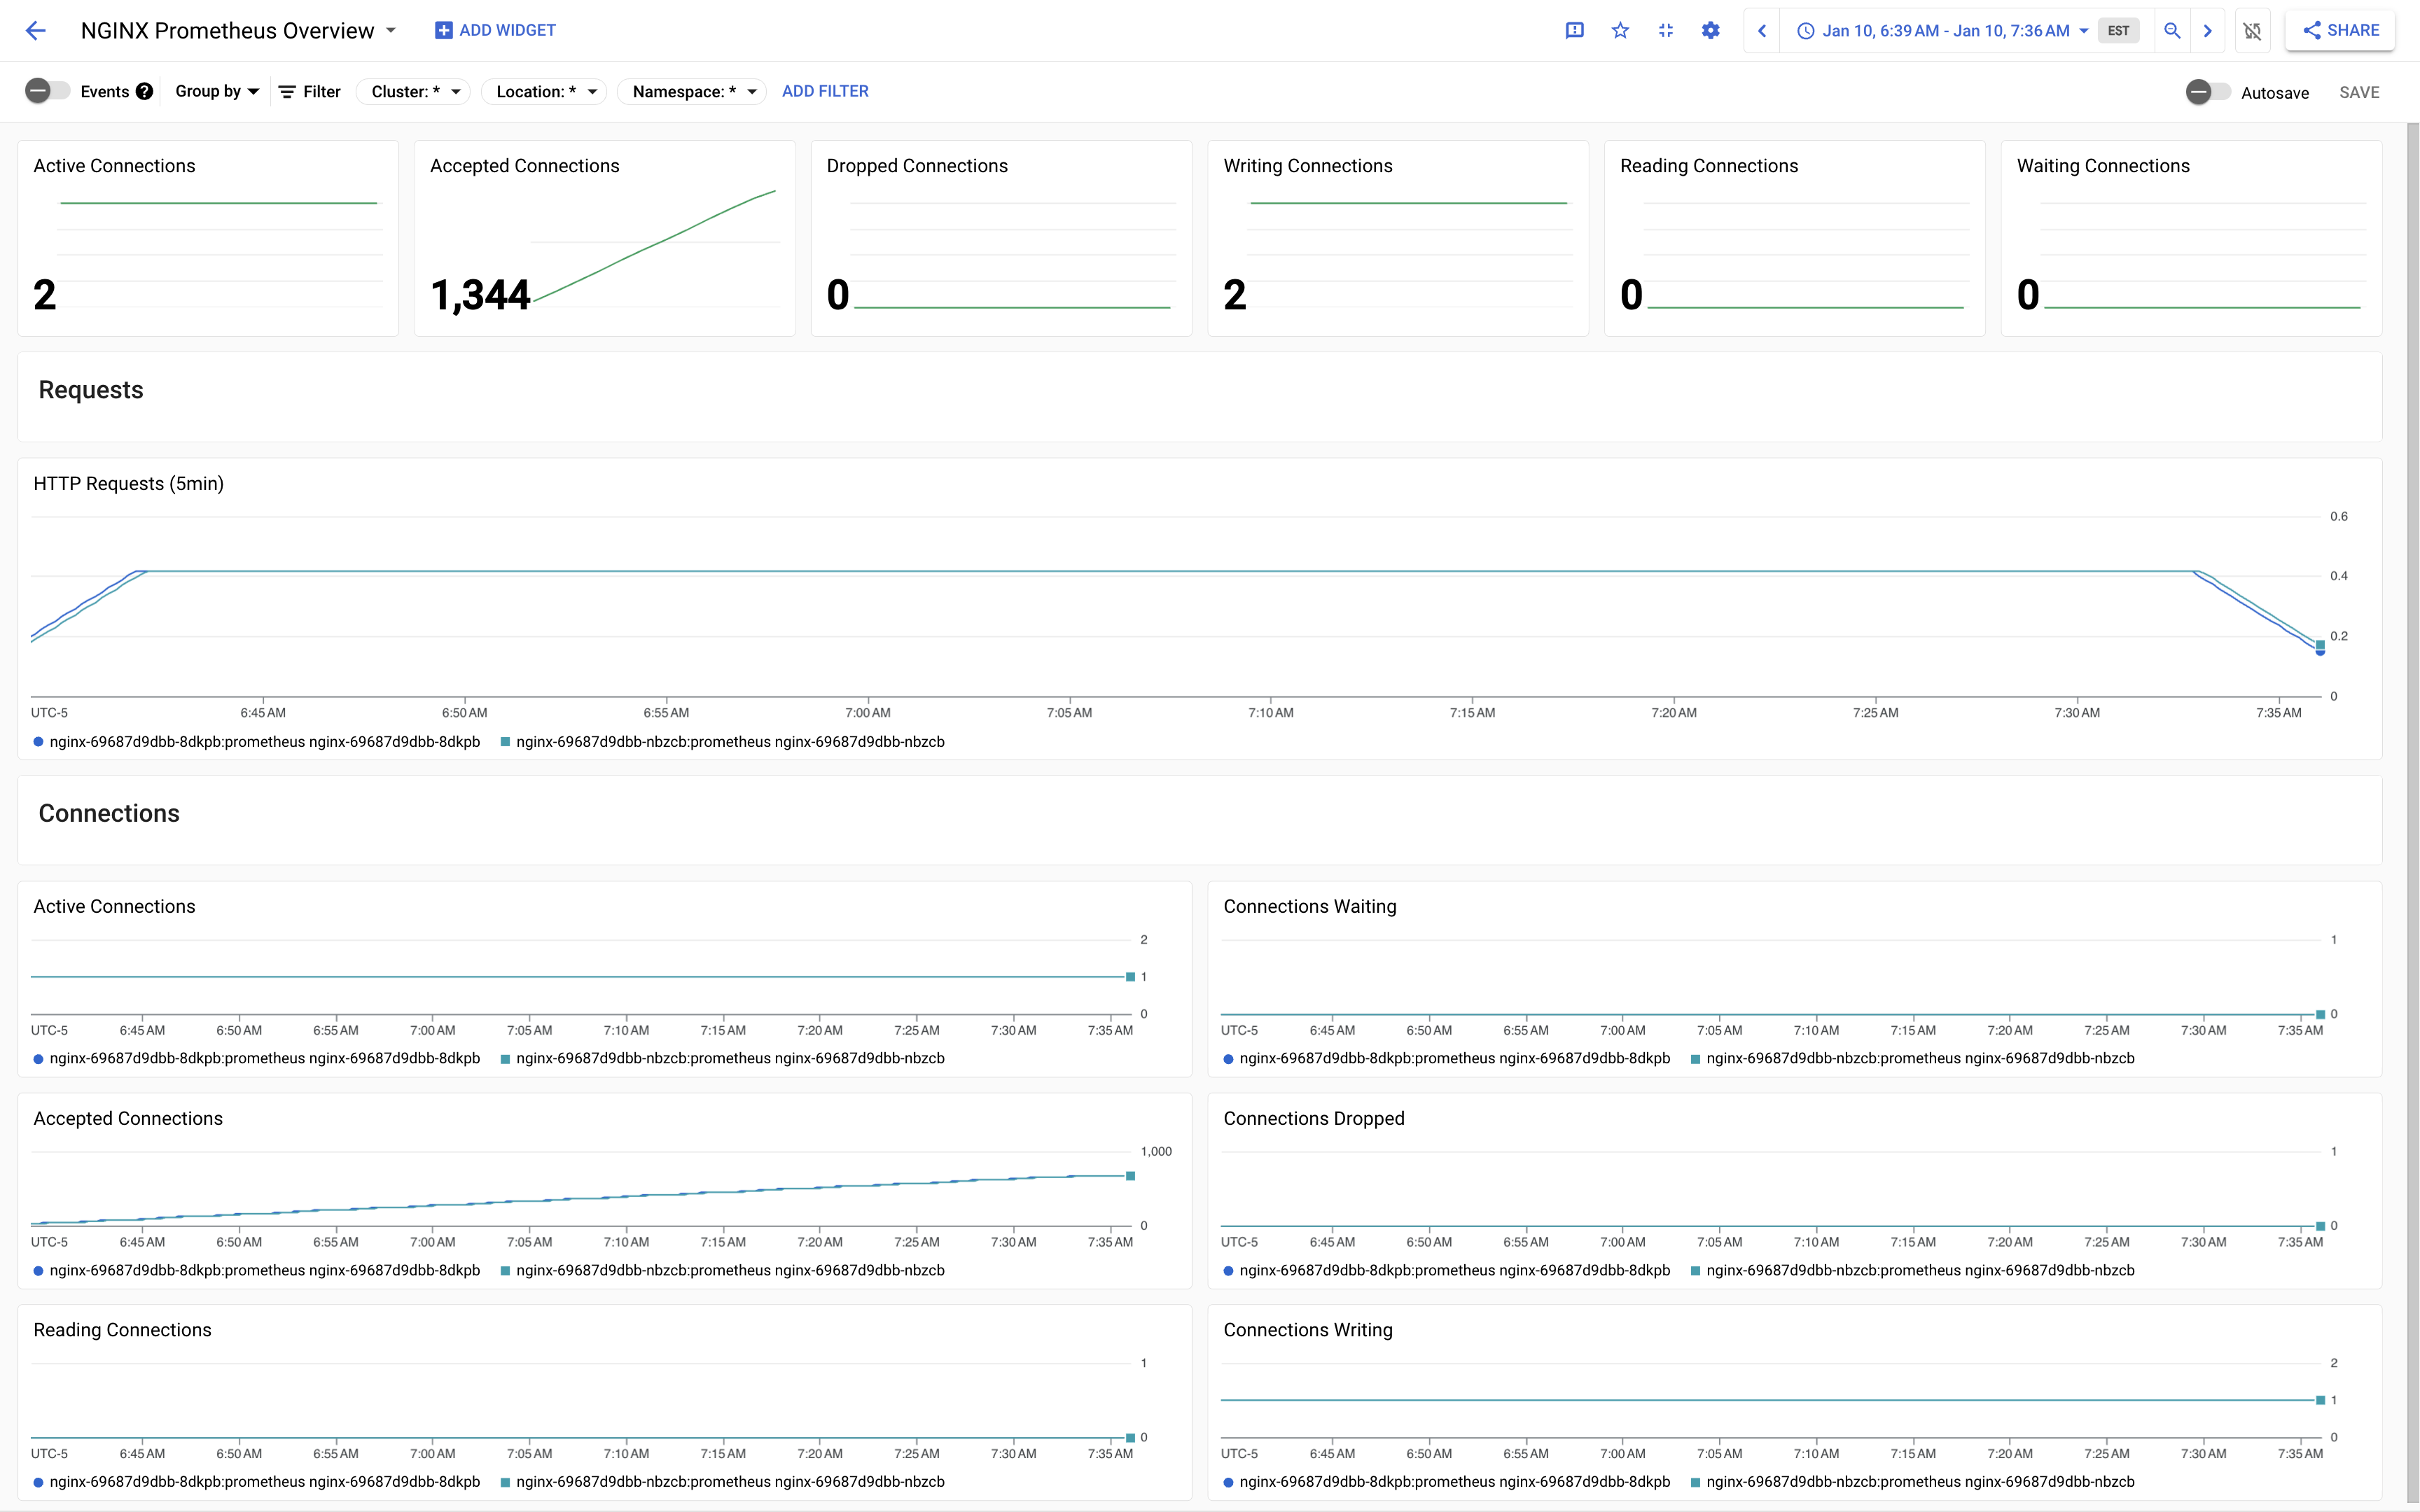 NGINX Prometheus Overview
ADD WIDGET
Jan 10, 6:39 AM - Jan 10, 7:36 AM
EST
SHARE
Events
Group by
Filter
Cluster: *
Location: *
Namespace: *
ADD FILTER
Autosave
SAVE
Active Connections
2
Accepted Connections
1,344
Dropped Connections
0
Writing Connections
2
Reading Connections
0
Waiting Connections
0
Requests
HTTP Requests (5min)
0.6
0.4
0.2
0
UTC-5 6:45 AM 6:50 AM 6:55 AM 7:00 AM 7:05 AM 7:10 AM 7:15 AM 7:20 AM 7:25 AM 7:30 AM 7:35 AM
nginx-69687d9dbb-8dkpb:prometheus nginx-69687d9dbb-8dkpb nginx-69687d9dbb-nbzcb:prometheus nginx-69687d9dbb-nbzcb
Connections
Active Connections
2
1
0
UTC-5 6:45 AM 6:50 AM 6:55 AM 7:00 AM 7:05 AM 7:10 AM 7:15 AM 7:20 AM 7:25 AM 7:30 AM 7:35 AM
nginx-69687d9dbb-8dkpb:prometheus nginx-69687d9dbb-8dkpb nginx-69687d9dbb-nbzcb:prometheus nginx-69687d9dbb-nbzcb
Connections Waiting
1
0
UTC-5 6:45 AM 6:50 AM 6:55 AM 7:00 AM 7:05 AM 7:10 AM 7:15 AM 7:20 AM 7:25 AM 7:30 AM 7:35 AM
nginx-69687d9dbb-8dkpb:prometheus nginx-69687d9dbb-8dkpb nginx-69687d9dbb-nbzcb:prometheus nginx-69687d9dbb-nbzcb
Accepted Connections
1,000
0
UTC-5 6:45 AM 6:50 AM 6:55 AM 7:00 AM 7:05 AM 7:10 AM 7:15 AM 7:20 AM 7:25 AM 7:30 AM 7:35 AM
nginx-69687d9dbb-8dkpb:prometheus nginx-69687d9dbb-8dkpb nginx-69687d9dbb-nbzcb:prometheus nginx-69687d9dbb-nbzcb
Connections Dropped
1
0
UTC-5 6:45 AM 6:50 AM 6:55 AM 7:00 AM 7:05 AM 7:10 AM 7:15 AM 7:20 AM 7:25 AM 7:30 AM 7:35 AM
nginx-69687d9dbb-8dkpb:prometheus nginx-69687d9dbb-8dkpb nginx-69687d9dbb-nbzcb:prometheus nginx-69687d9dbb-nbzcb
Reading Connections
1
0
UTC-5 6:45 AM 6:50 AM 6:55 AM 7:00 AM 7:05 AM 7:10 AM 7:15 AM 7:20 AM 7:25 AM 7:30 AM 7:35 AM
nginx-69687d9dbb-8dkpb:prometheus nginx-69687d9dbb-8dkpb nginx-69687d9dbb-nbzcb:prometheus nginx-69687d9dbb-nbzcb
Connections Writing
2
1
0
UTC-5 6:45 AM 6:50 AM 6:55 AM 7:00 AM 7:05 AM 7:10 AM 7:15 AM 7:20 AM 7:25 AM 7:30 AM 7:35 AM
nginx-69687d9dbb-8dkpb:prometheus nginx-69687d9dbb-8dkpb nginx-69687d9dbb-nbzcb:prometheus nginx-69687d9dbb-nbzcb